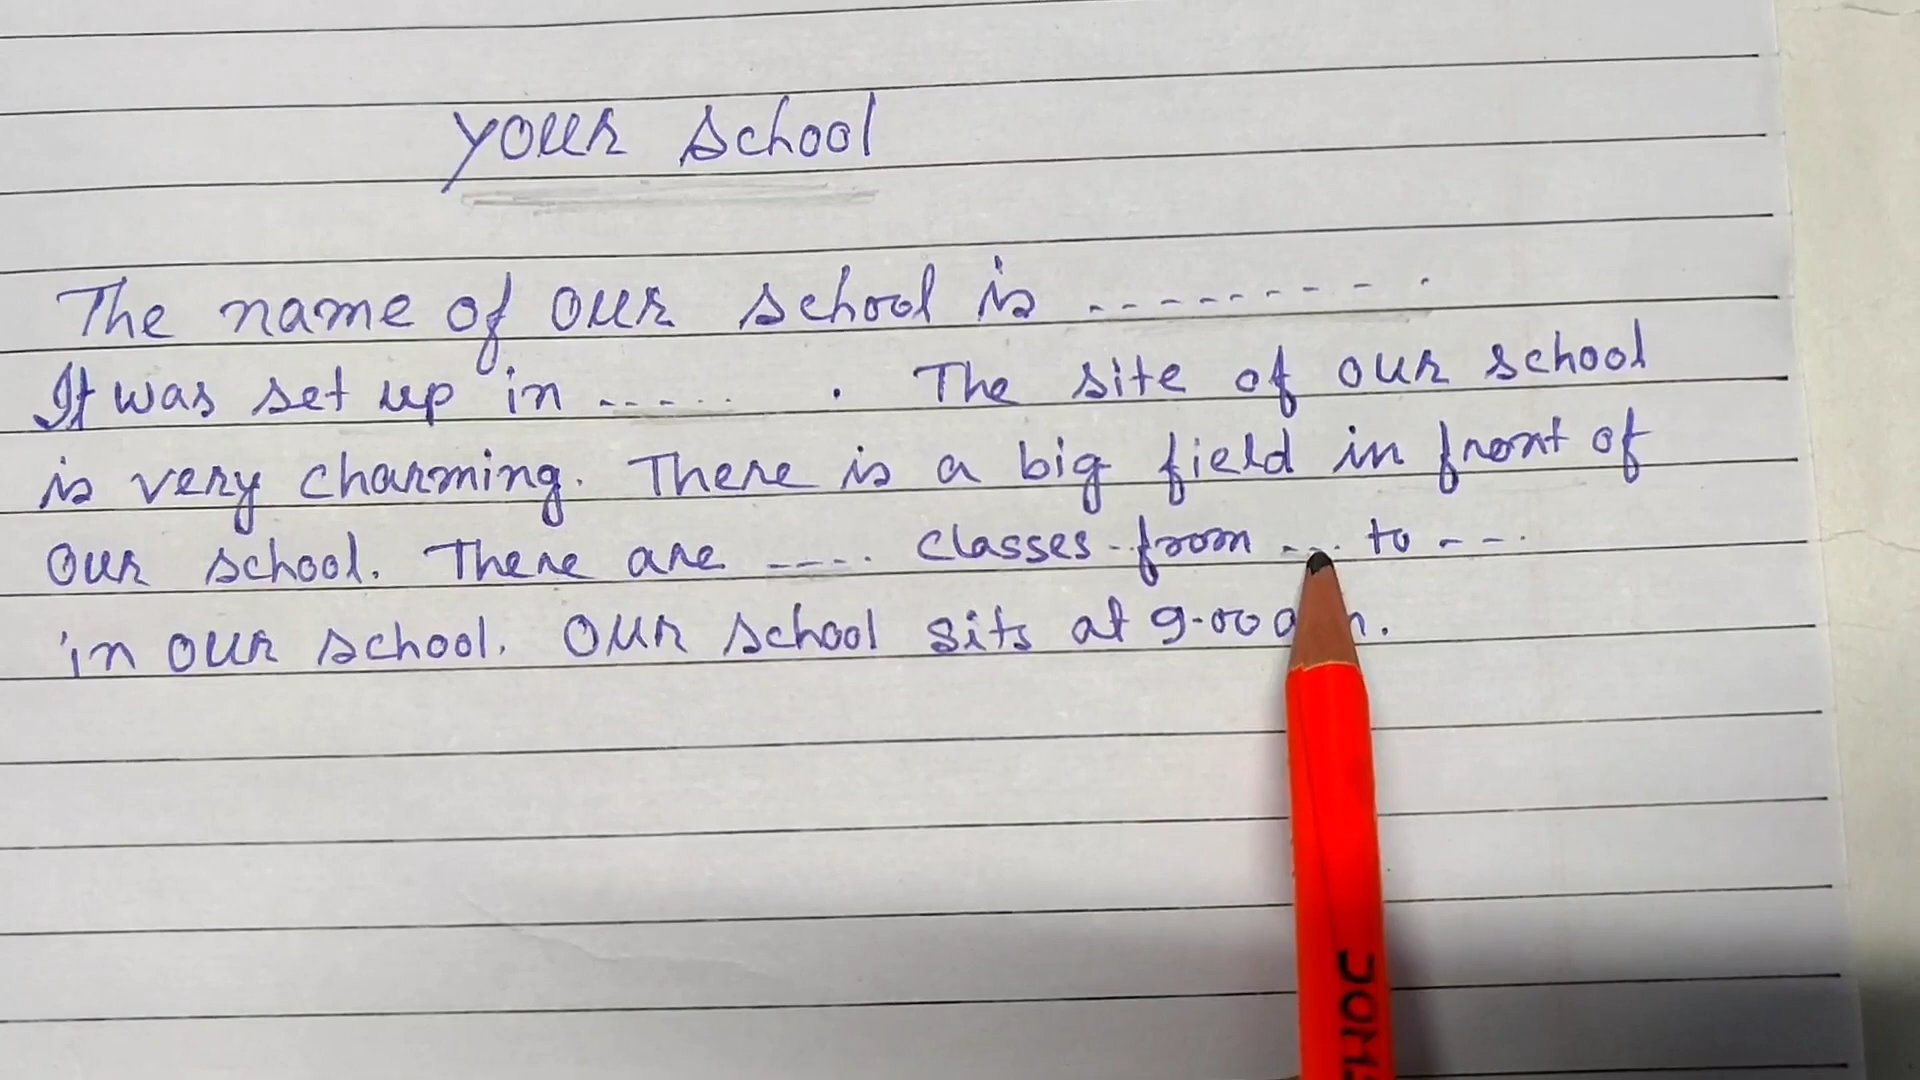 Your school
The name of our school is --------- .
It was set up in ------ . The site of our school
is very charming. There is a big field in front of
our school. There are ----. classes from --- to ---.
in our school. Our school sits at 9.00